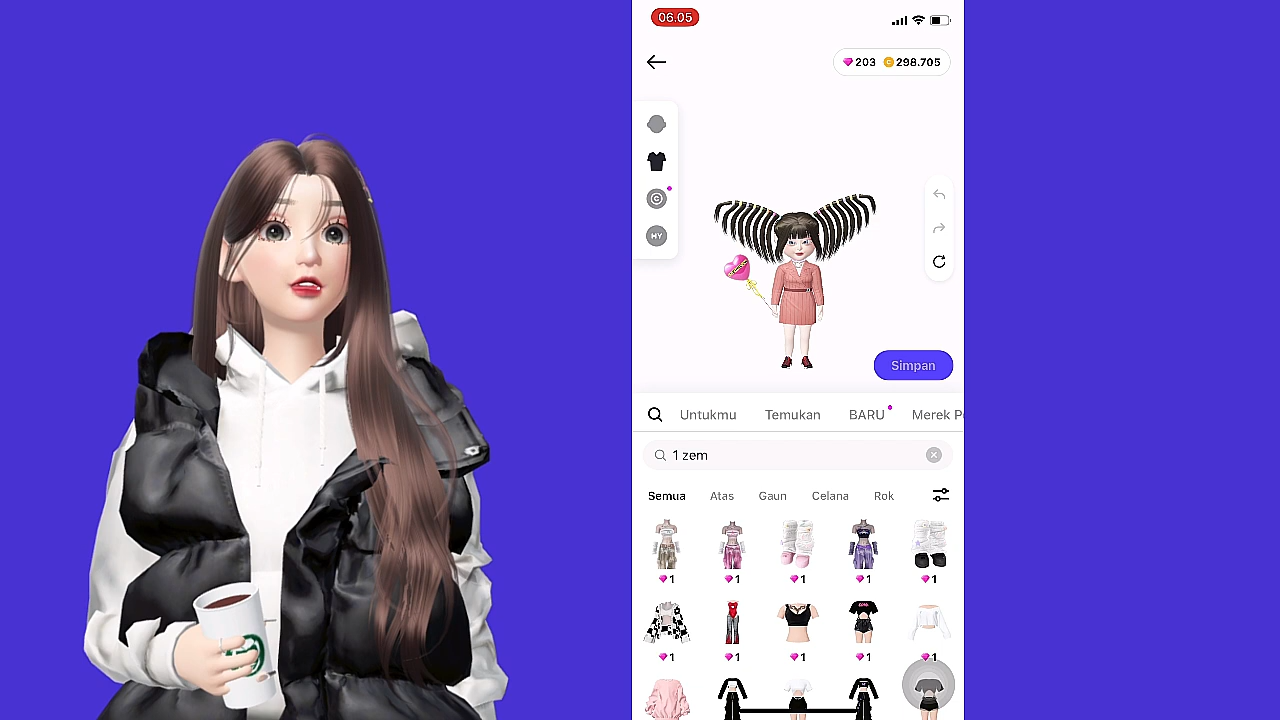 06.05
203 298.705
MY
Simpan
Untukmu Temukan BARU Merek P
1 zem
Semua Atas Gaun Celana Rok
1 1 1 1 1
1 1 1 1 1